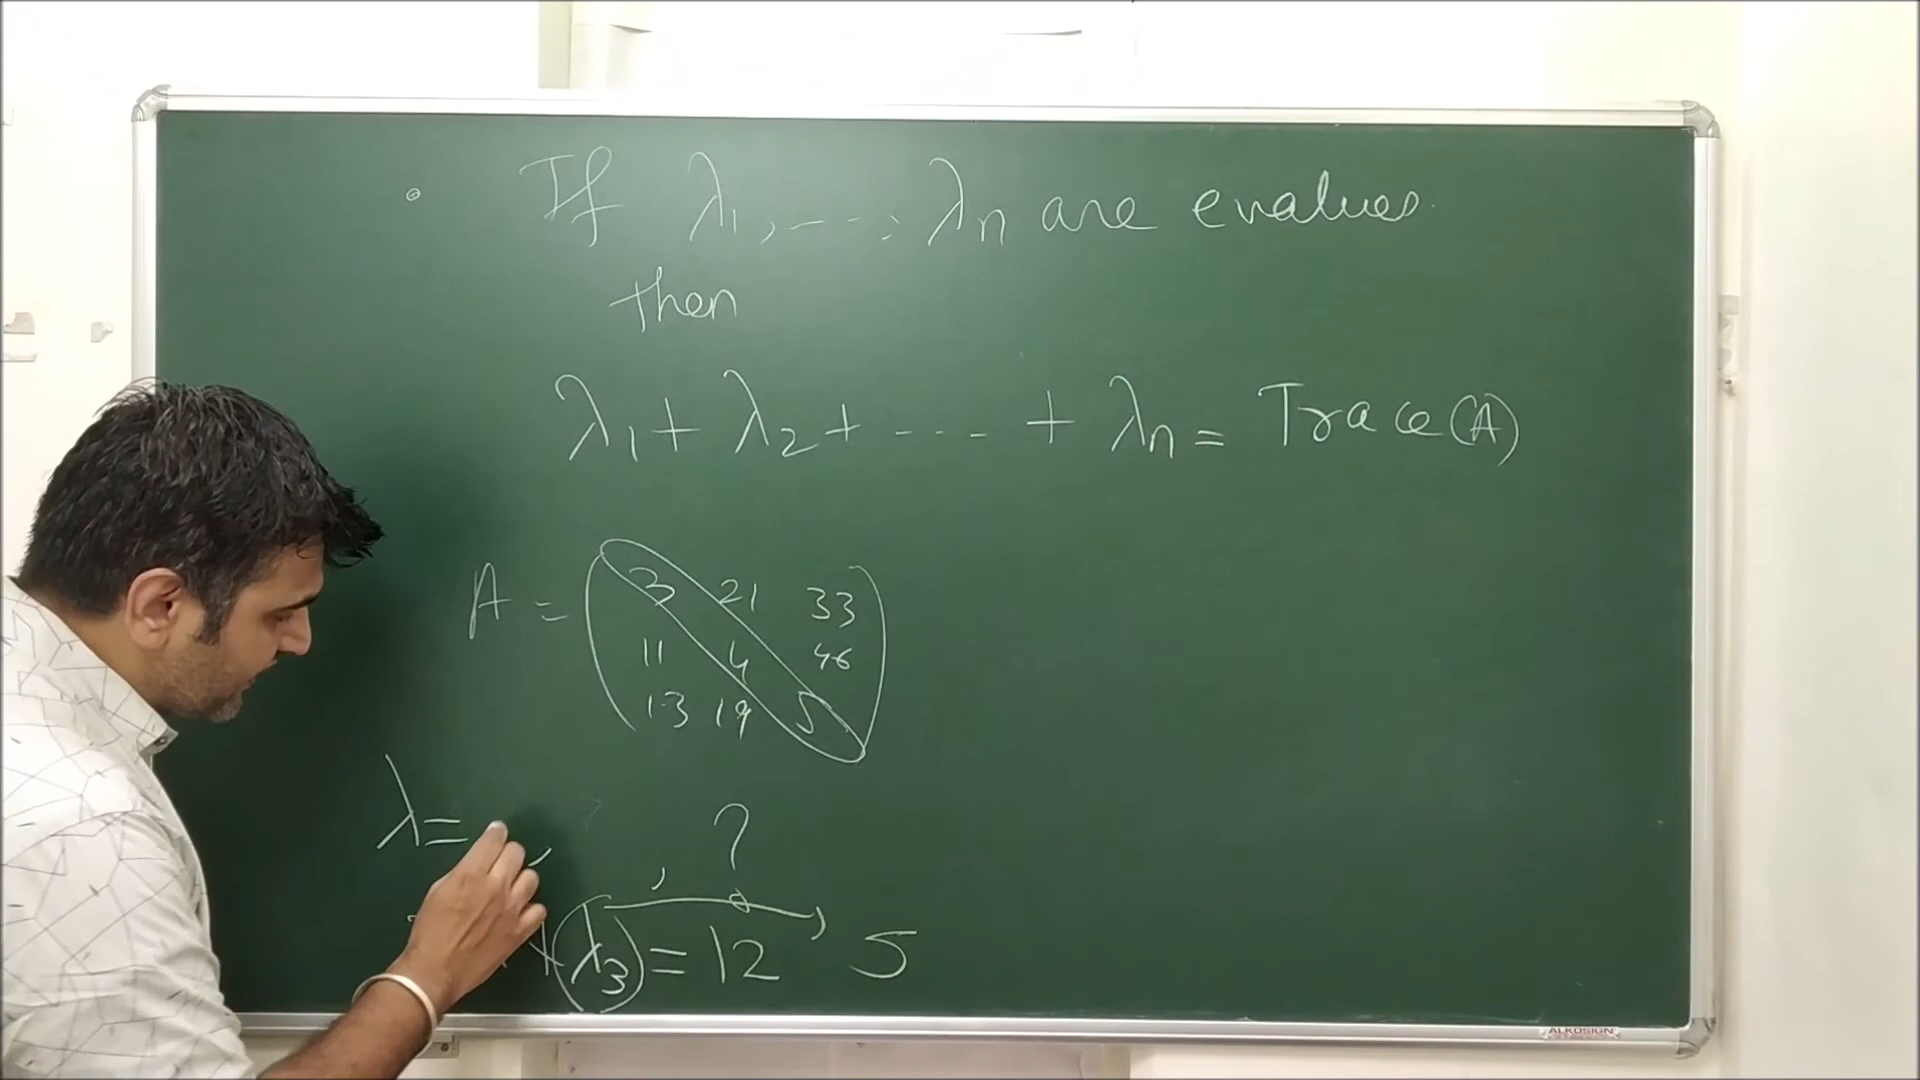 If λ1, ---, λn are evalues.
then
λ1 + λ2 + ---- + λn = Trace(A)
A = ( 3 21 33
11 4 46
13 19 5 )
λ = , , ?
λ3 = 12 5
ALKOSIGN